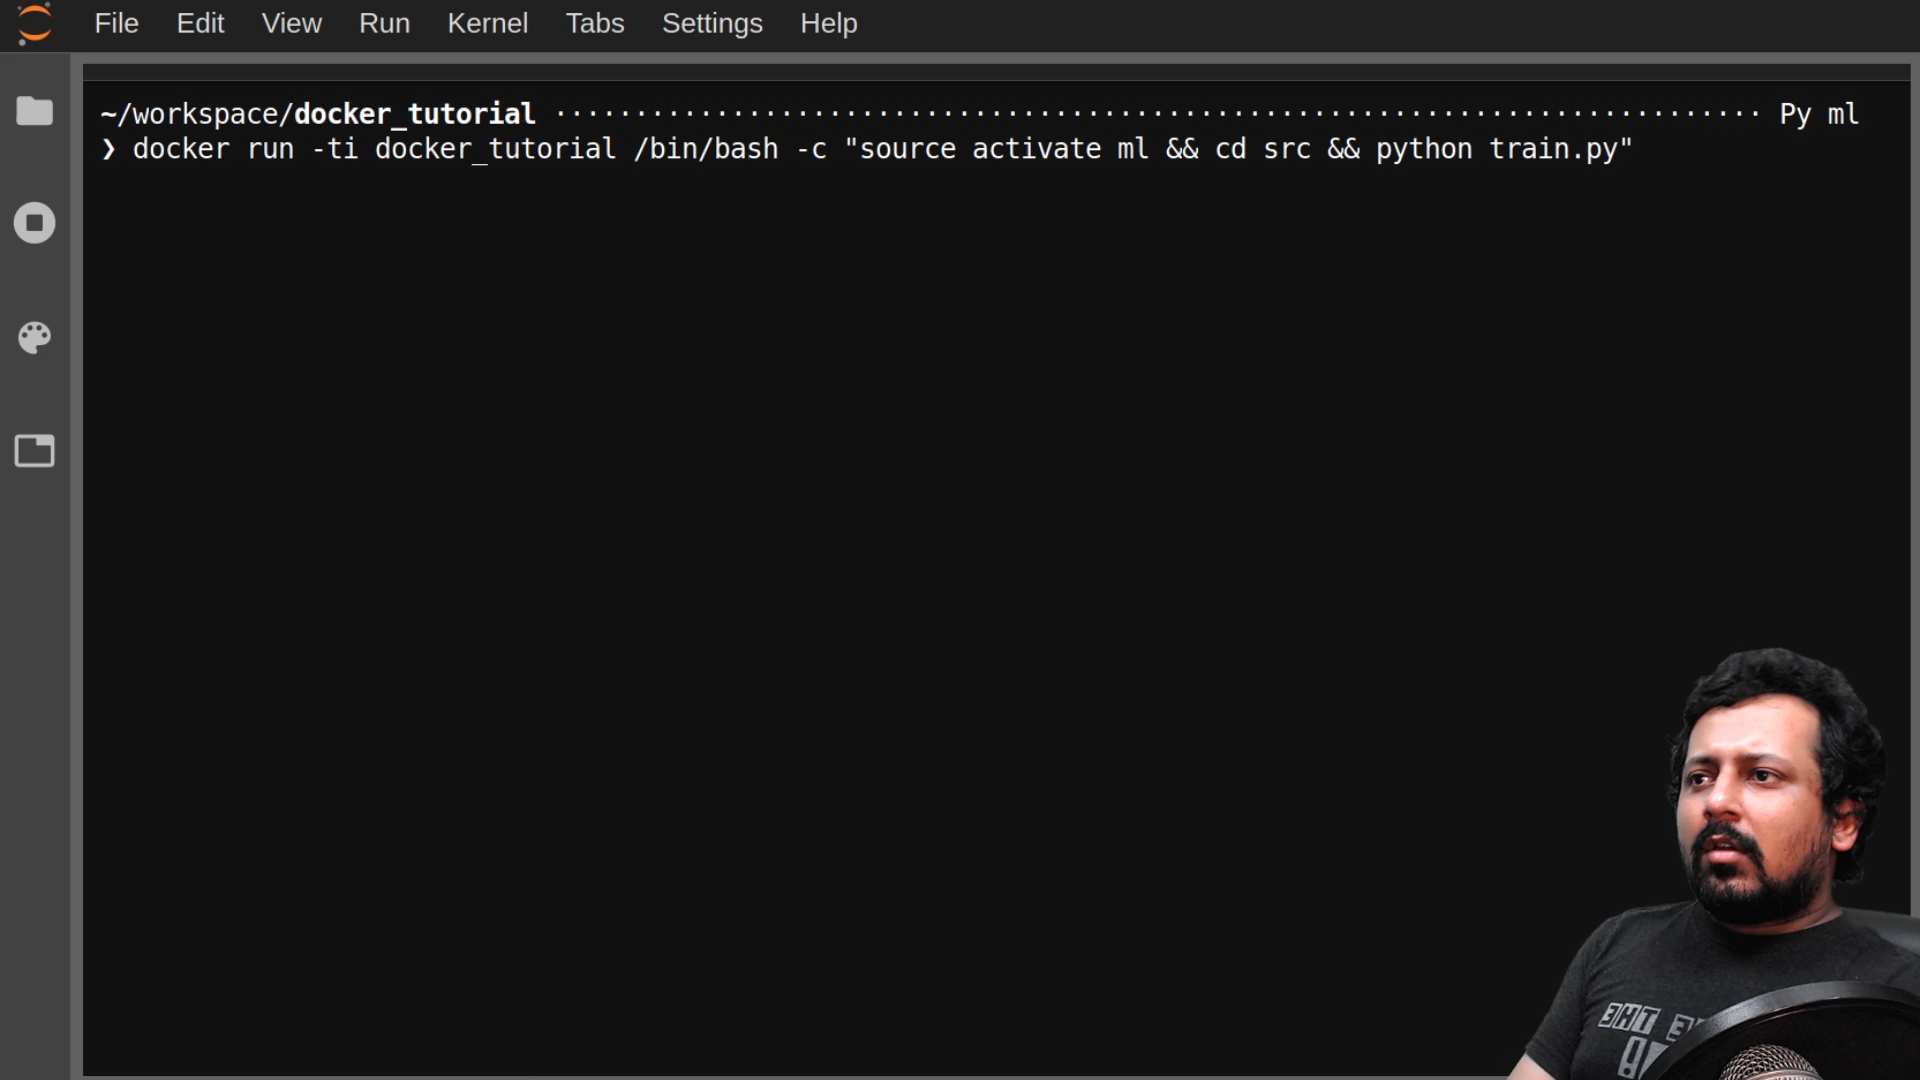 File Edit View Run Kernel Tabs Settings Help
~/workspace/docker_tutorial ··········································································· Py ml
❯ docker run -ti docker_tutorial /bin/bash -c "source activate ml && cd src && python train.py"